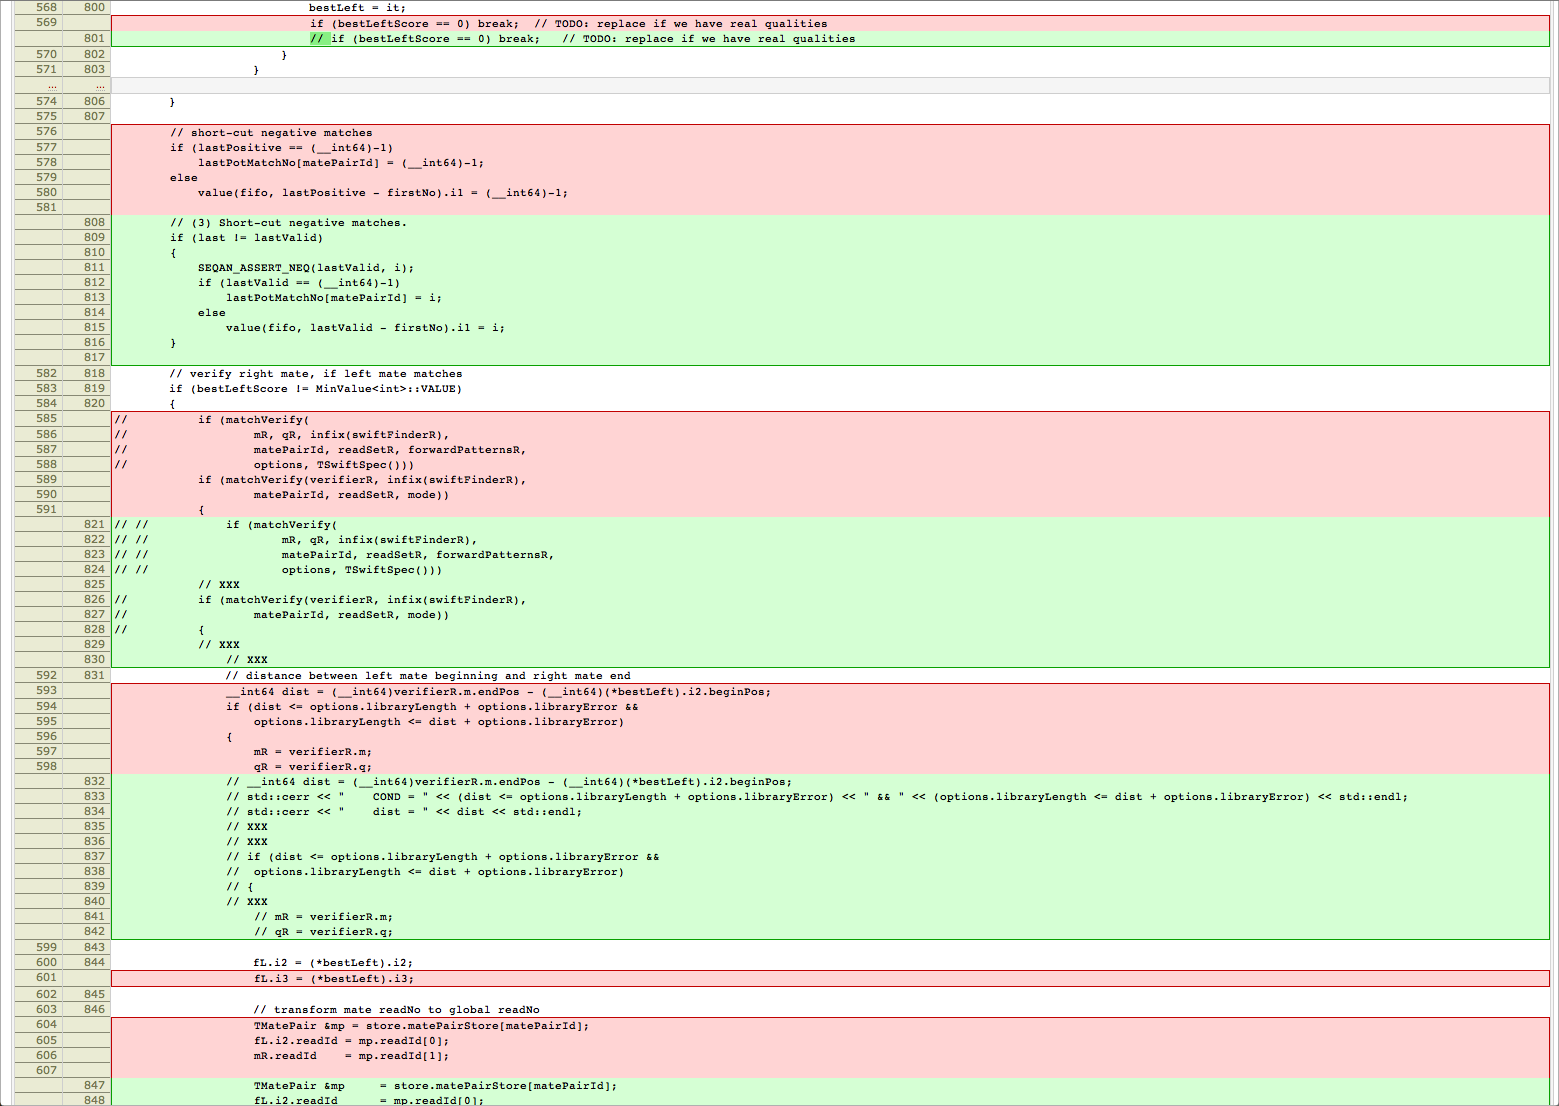 568 800 bestLeft = it;
569 if (bestLeftScore == 0) break;  // TODO: replace if we have real qualities
801 // if (bestLeftScore == 0) break;   // TODO: replace if we have real qualities
570 802 }
571 803 }
... ...
574 806 }
575 807
576 // short-cut negative matches
577 if (lastPositive == (__int64)-1)
578 lastPotMatchNo[matePairId] = (__int64)-1;
579 else
580 value(fifo, lastPositive - firstNo).i1 = (__int64)-1;
581
808 // (3) Short-cut negative matches.
809 if (last != lastValid)
810 {
811 SEQAN_ASSERT_NEQ(lastValid, i);
812 if (lastValid == (__int64)-1)
813 lastPotMatchNo[matePairId] = i;
814 else
815 value(fifo, lastValid - firstNo).i1 = i;
816 }
817
582 818 // verify right mate, if left mate matches
583 819 if (bestLeftScore != MinValue<int>::VALUE)
584 820 {
585 // if (matchVerify(
586 // mR, qR, infix(swiftFinderR),
587 // matePairId, readSetR, forwardPatternsR,
588 // options, TSwiftSpec()))
589 if (matchVerify(verifierR, infix(swiftFinderR),
590 matePairId, readSetR, mode))
591 {
821 // // if (matchVerify(
822 // // mR, qR, infix(swiftFinderR),
823 // // matePairId, readSetR, forwardPatternsR,
824 // // options, TSwiftSpec()))
825 // XXX
826 // if (matchVerify(verifierR, infix(swiftFinderR),
827 // matePairId, readSetR, mode))
828 // {
829 // XXX
830 // XXX
592 831 // distance between left mate beginning and right mate end
593 __int64 dist = (__int64)verifierR.m.endPos - (__int64)(*bestLeft).i2.beginPos;
594 if (dist <= options.libraryLength + options.libraryError &&
595 options.libraryLength <= dist + options.libraryError)
596 {
597 mR = verifierR.m;
598 qR = verifierR.q;
832 // __int64 dist = (__int64)verifierR.m.endPos - (__int64)(*bestLeft).i2.beginPos;
833 // std::cerr << "    COND = " << (dist <= options.libraryLength + options.libraryError) << " && " << (options.libraryLength <= dist + options.libraryError) << std::endl;
834 // std::cerr << "    dist = " << dist << std::endl;
835 // XXX
836 // XXX
837 // if (dist <= options.libraryLength + options.libraryError &&
838 //  options.libraryLength <= dist + options.libraryError)
839 // {
840 // XXX
841 // mR = verifierR.m;
842 // qR = verifierR.q;
599 843
600 844 fL.i2 = (*bestLeft).i2;
601 fL.i3 = (*bestLeft).i3;
602 845
603 846 // transform mate readNo to global readNo
604 TMatePair &mp = store.matePairStore[matePairId];
605 fL.i2.readId = mp.readId[0];
606 mR.readId    = mp.readId[1];
607
847 TMatePair &mp     = store.matePairStore[matePairId];
848 fL.i2.readId      = mp.readId[0];